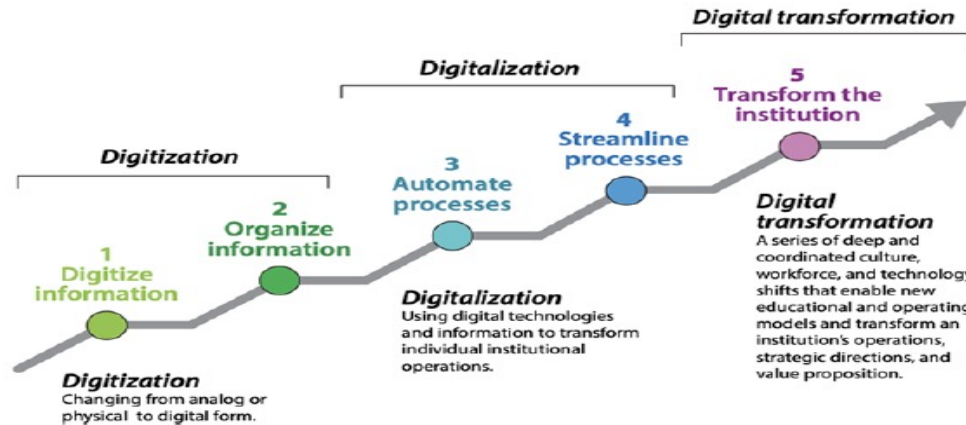 Digital transformation
Digitalization
Digitization
5
Transform the
institution
4
Streamline
processes
3
Automate
processes
2
Organize
information
1
Digitize
information
Digitization
Changing from analog or
physical to digital form.
Digitalization
Using digital technologies
and information to transform
individual institutional
operations.
Digital
transformation
A series of deep and
coordinated culture,
workforce, and technology
shifts that enable new
educational and operating
models and transform an
institution's operations,
strategic directions, and
value proposition.